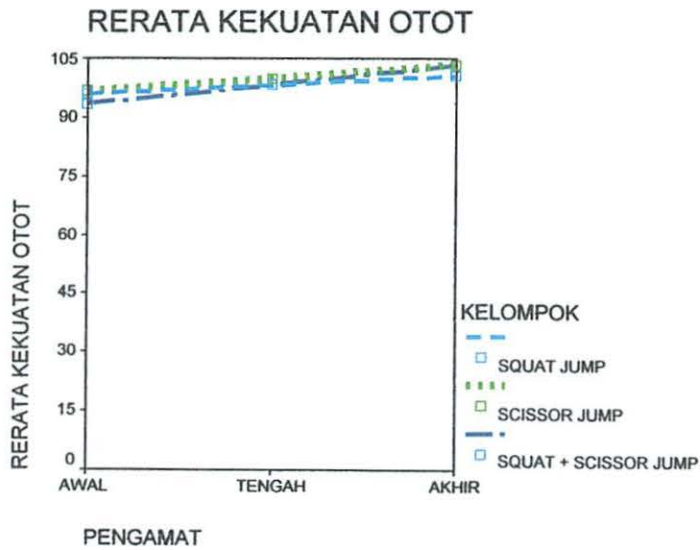 RERATA KEKUATAN OTOT
RERATA KEKUATAN OTOT
105
90
75
60
45
30
15
0
AWAL
TENGAH
AKHIR
PENGAMAT
KELOMPOK
SQUAT JUMP
SCISSOR JUMP
SQUAT + SCISSOR JUMP